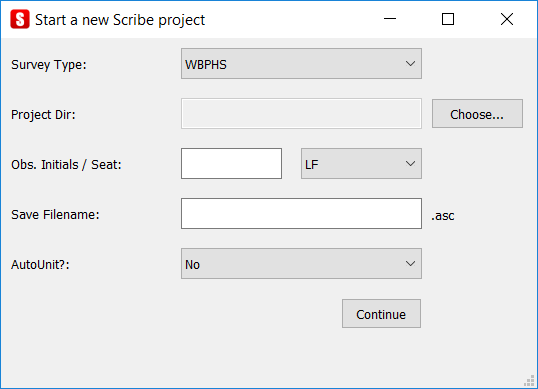 S Start a new Scribe project
Survey Type: WBPHS
Project Dir: Choose...
Obs. Initials / Seat: LF
Save Filename: .asc
AutoUnit?: No
Continue